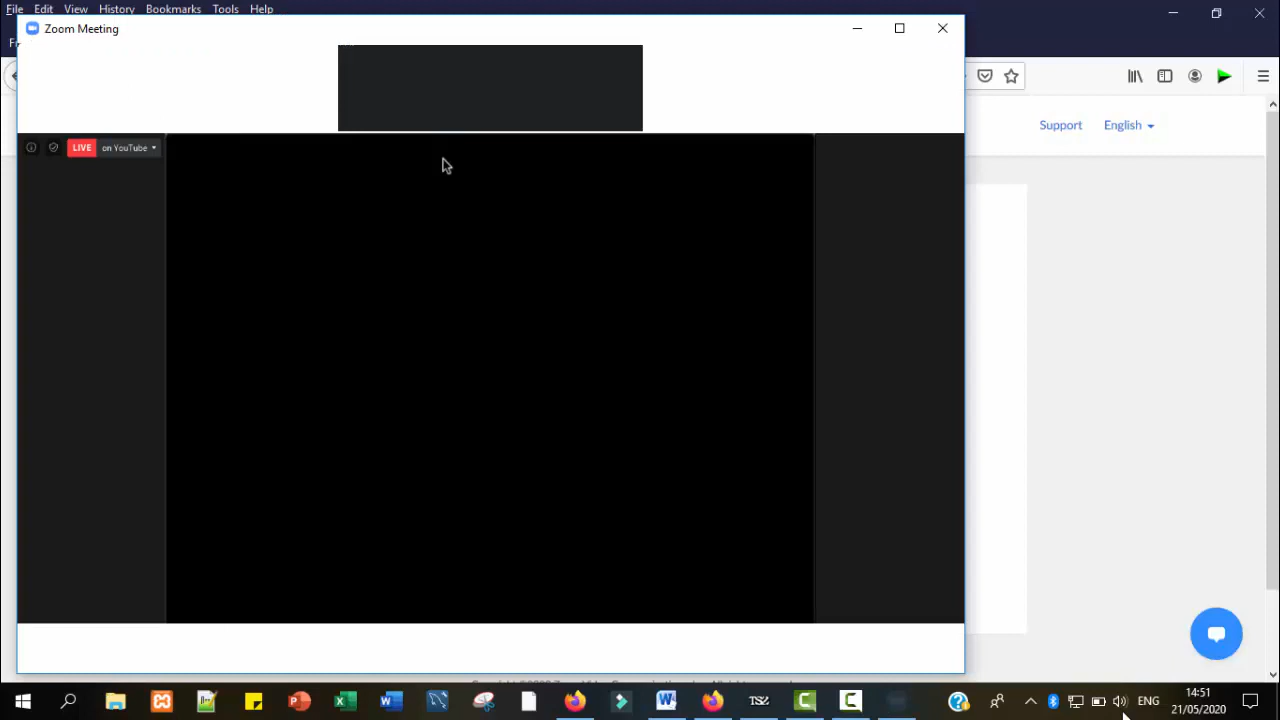 File Edit View History Bookmarks Tools Help
Zoom Meeting
LIVE on YouTube
Support English
14:51
ENG
21/05/2020